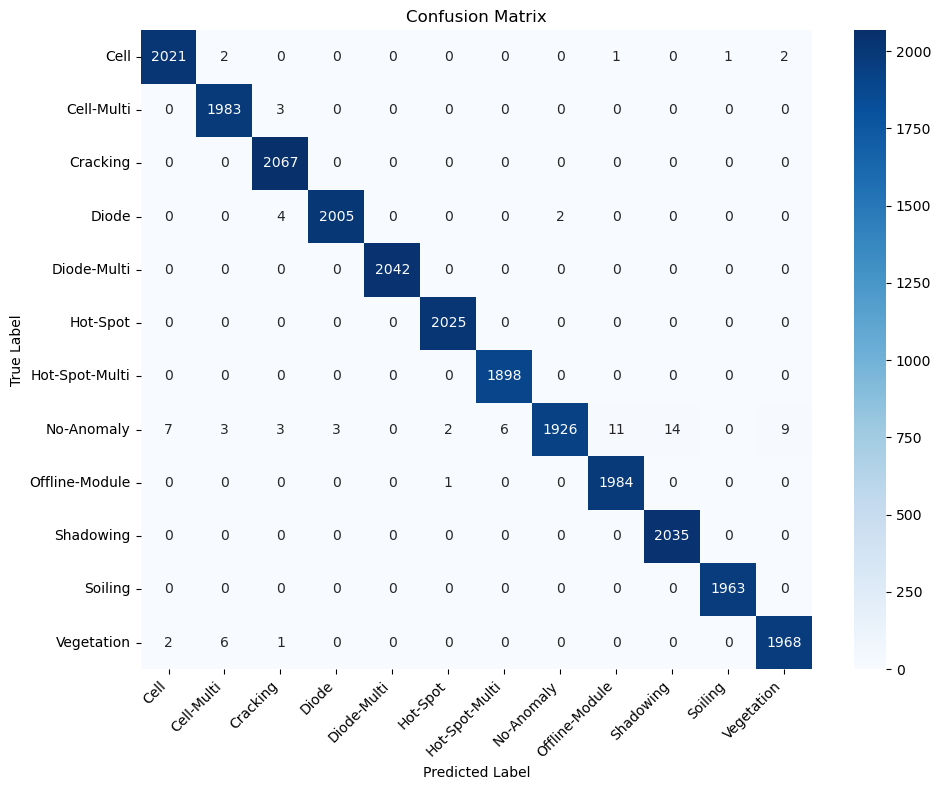 Confusion Matrix
Cell 2021 2 0 0 0 0 0 0 1 0 1 2
Cell-Multi 0 1983 3 0 0 0 0 0 0 0 0 0
Cracking 0 0 2067 0 0 0 0 0 0 0 0 0
Diode 0 0 4 2005 0 0 0 2 0 0 0 0
Diode-Multi 0 0 0 0 2042 0 0 0 0 0 0 0
Hot-Spot 0 0 0 0 0 2025 0 0 0 0 0 0
Hot-Spot-Multi 0 0 0 0 0 0 1898 0 0 0 0 0
No-Anomaly 7 3 3 3 0 2 6 1926 11 14 0 9
Offline-Module 0 0 0 0 0 1 0 0 1984 0 0 0
Shadowing 0 0 0 0 0 0 0 0 0 2035 0 0
Soiling 0 0 0 0 0 0 0 0 0 0 1963 0
Vegetation 2 6 1 0 0 0 0 0 0 0 0 1968
True Label
Cell Cell-Multi Cracking Diode Diode-Multi Hot-Spot Hot-Spot-Multi No-Anomaly Offline-Module Shadowing Soiling Vegetation
Predicted Label
2000
1750
1500
1250
1000
750
500
250
0